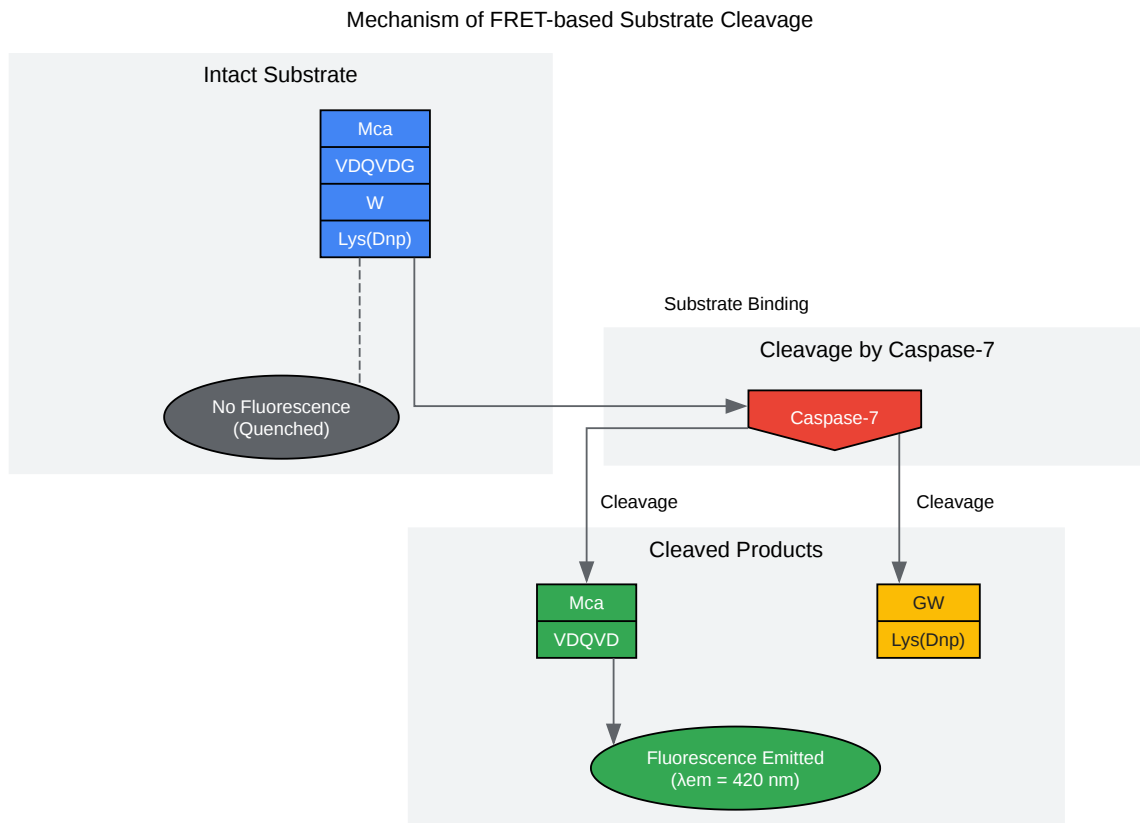 Mechanism of FRET-based Substrate Cleavage
Intact Substrate
Mca
VDQVDG
W
Lys(Dnp)
No Fluorescence
(Quenched)
Substrate Binding
Cleavage by Caspase-7
Caspase-7
Cleavage
Cleavage
Cleaved Products
Mca
VDQVD
GW
Lys(Dnp)
Fluorescence Emitted
(λem = 420 nm)